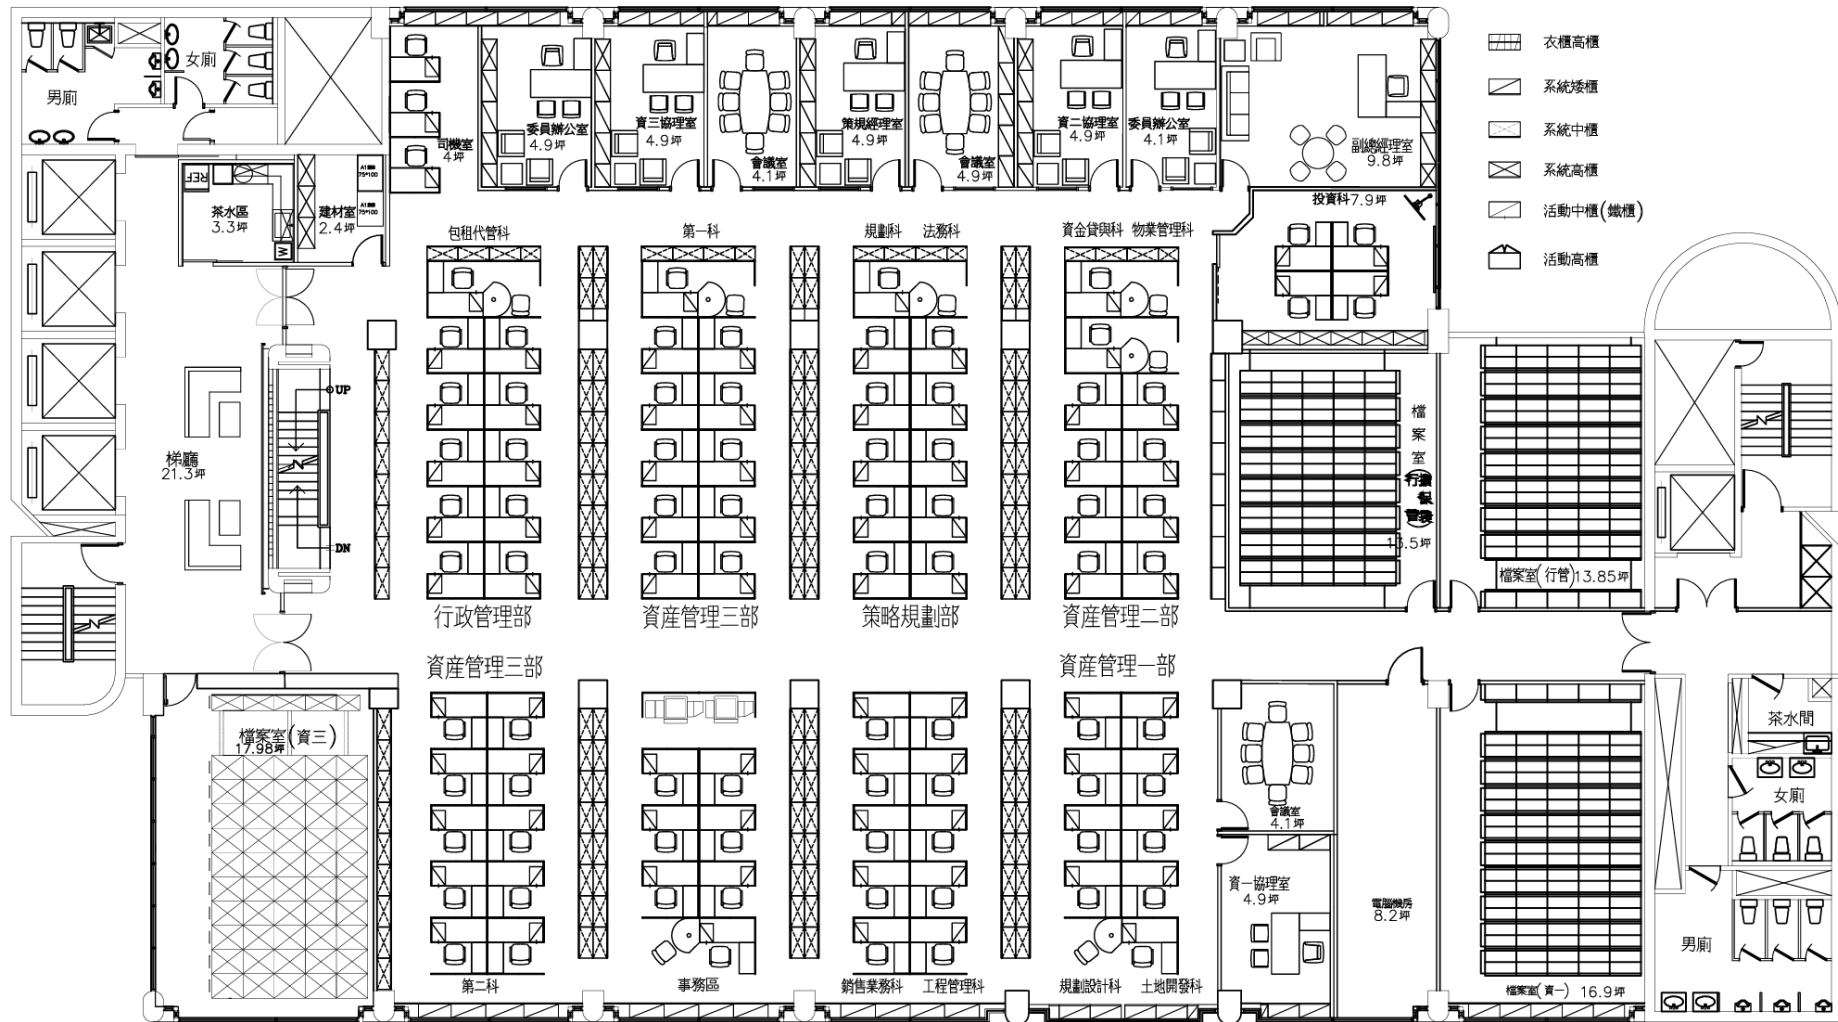 女廁
男廁
REF
茶水區
3.3坪
W
建材室
2.4坪
75*100
75*100
司機室
4坪
委員辦公室
4.9坪
資三協理室
4.9坪
會議室
4.1坪
策規經理室
4.9坪
會議室
4.9坪
資二協理室
4.9坪
委員辦公室
4.1坪
副總經理室
9.8坪
投資科7.9坪
衣櫃高櫃
系統矮櫃
系統中櫃
系統高櫃
活動中櫃(鐵櫃)
活動高櫃
包租代管科
第一科
規劃科 法務科
資金貸與科 物業管理科
UP
DN
梯廳
21.3坪
檔案室
13.5坪
檔案室(行管)13.85坪
行政管理部
資産管理三部
策略規劃部
資産管理二部
資産管理三部
資産管理一部
檔案室(資三)
17.98坪
會議室
4.1坪
資一協理室
4.9坪
電腦機房
8.2坪
茶水間
女廁
男廁
第二科
事務區
銷售業務科 工程管理科
規劃設計科 土地開發科
檔案室(資一) 16.9坪